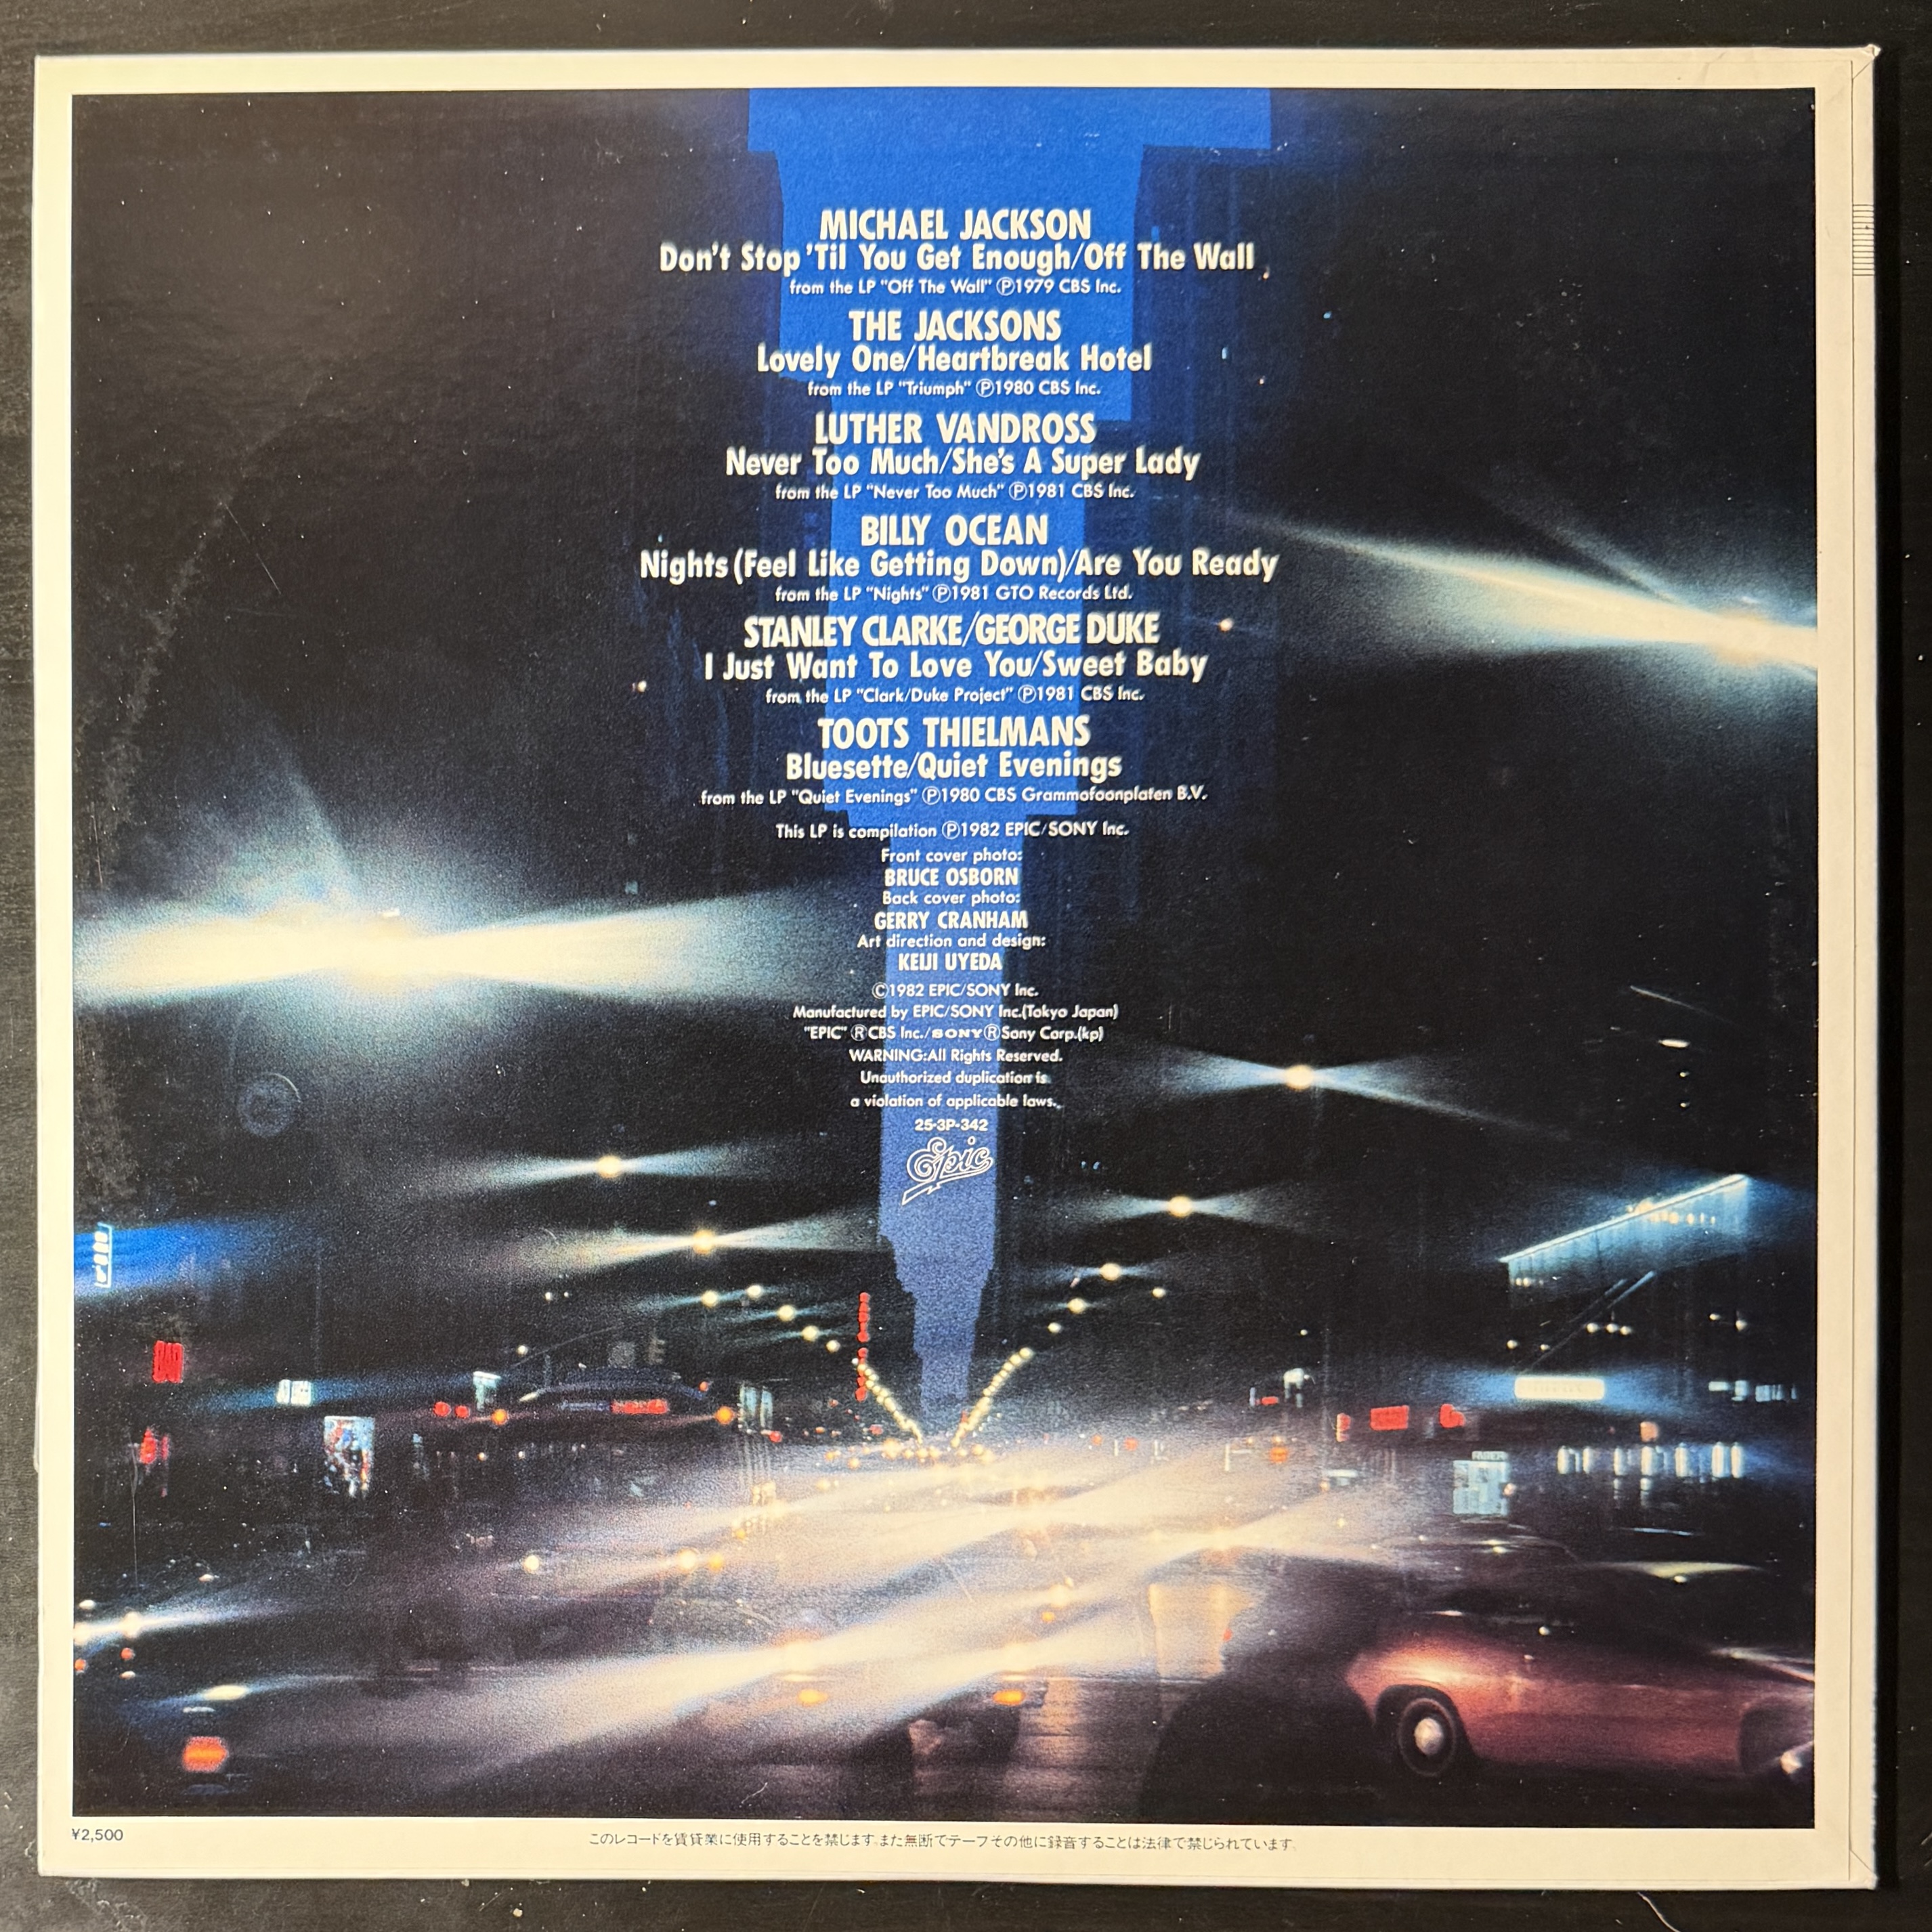 MICHAEL JACKSON
Don't Stop 'Til You Get Enough/Off The Wall
from the LP "Off The Wall" Ⓟ1979 CBS Inc.
THE JACKSONS
Lovely One/Heartbreak Hotel
from the LP "Triumph" Ⓟ1980 CBS Inc.
LUTHER VANDROSS
Never Too Much/She's A Super Lady
from the LP "Never Too Much" Ⓟ1981 CBS Inc.
BILLY OCEAN
Nights (Feel Like Getting Down)/Are You Ready
from the LP "Nights" Ⓟ1981 GTO Records Ltd.
STANLEY CLARKE/GEORGE DUKE
I Just Want To Love You/Sweet Baby
from the LP "Clark/Duke Project" Ⓟ1981 CBS Inc.
TOOTS THIELMANS
Bluesette/Quiet Evenings
from the LP "Quiet Evenings" Ⓟ1980 CBS Grammofoonplaten B.V.
This LP is compilation Ⓟ1982 EPIC/SONY Inc.
Front cover photo:
BRUCE OSBORN
Back cover photo:
GERRY CRANHAM
Art direction and design:
KEIJI UYEDA
©1982 EPIC/SONY Inc.
Manufactured by EPIC/SONY Inc.(Tokyo Japan)
"EPIC" ®CBS Inc./SONY®Sony Corp.(kp)
WARNING:All Rights Reserved.
Unauthorized duplication is
a violation of applicable laws.
25·3P-342
Epic
¥2,500
このレコードを賃貸業に使用することを禁じます.また無断でテープその他に録音することは法律で禁じられています.